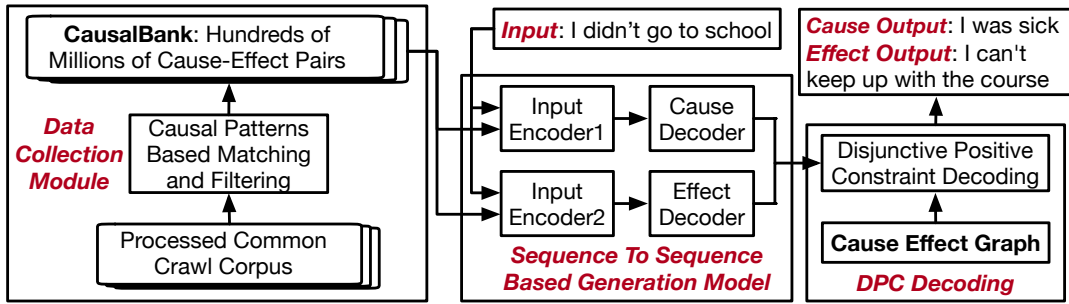 CausalBank: Hundreds of
Millions of Cause-Effect Pairs
Data
Collection
Module
Causal Patterns
Based Matching
and Filtering
Processed Common
Crawl Corpus
Input: I didn't go to school
Input
Encoder1
Cause
Decoder
Input
Encoder2
Effect
Decoder
Sequence To Sequence
Based Generation Model
Cause Output: I was sick
Effect Output: I can't
keep up with the course
Disjunctive Positive
Constraint Decoding
Cause Effect Graph
DPC Decoding